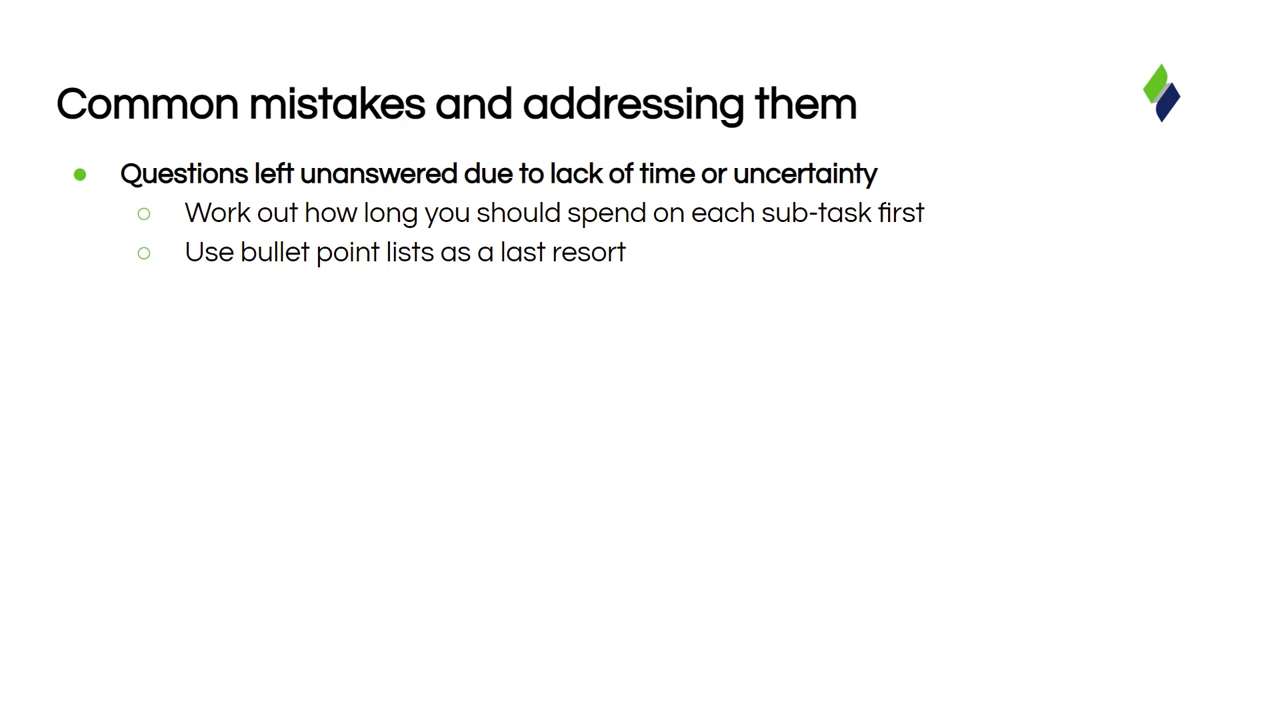 Common mistakes and addressing them
Questions left unanswered due to lack of time or uncertainty
Work out how long you should spend on each sub-task first
Use bullet point lists as a last resort